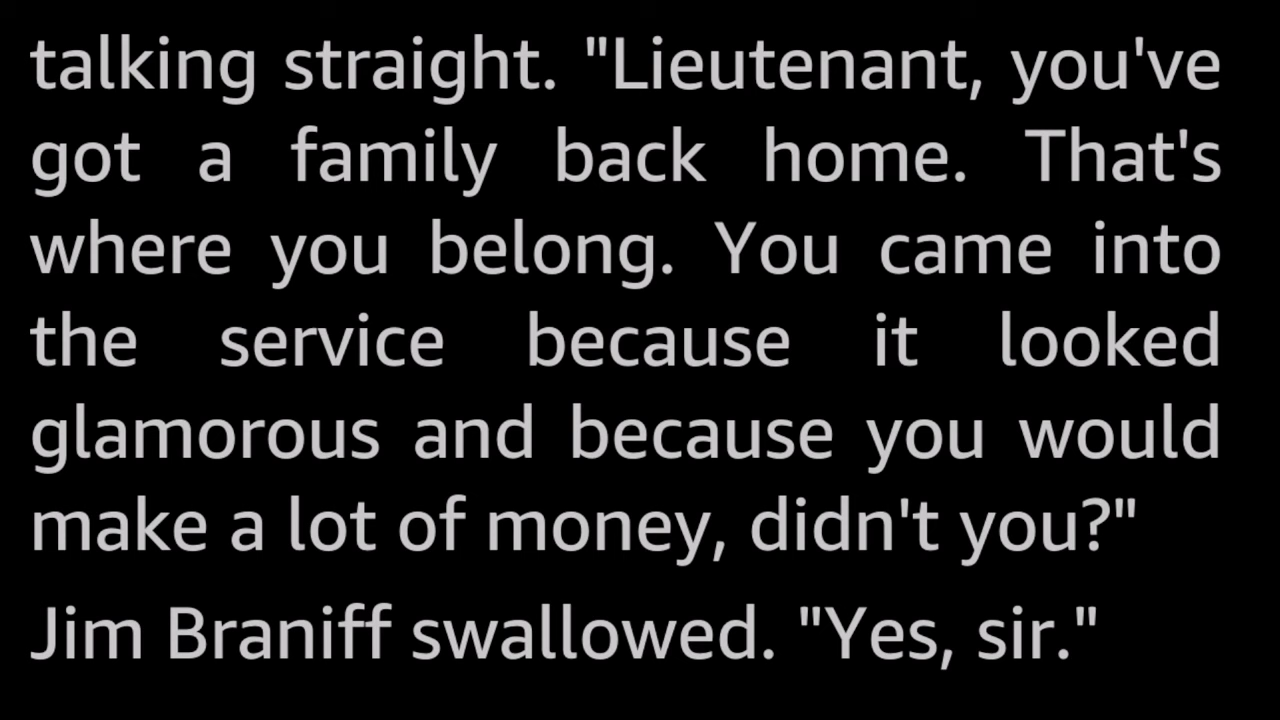 talking straight. "Lieutenant, you've
got a family back home. That's
where you belong. You came into
the service because it looked
glamorous and because you would
make a lot of money, didn't you?"
Jim Braniff swallowed. "Yes, sir."